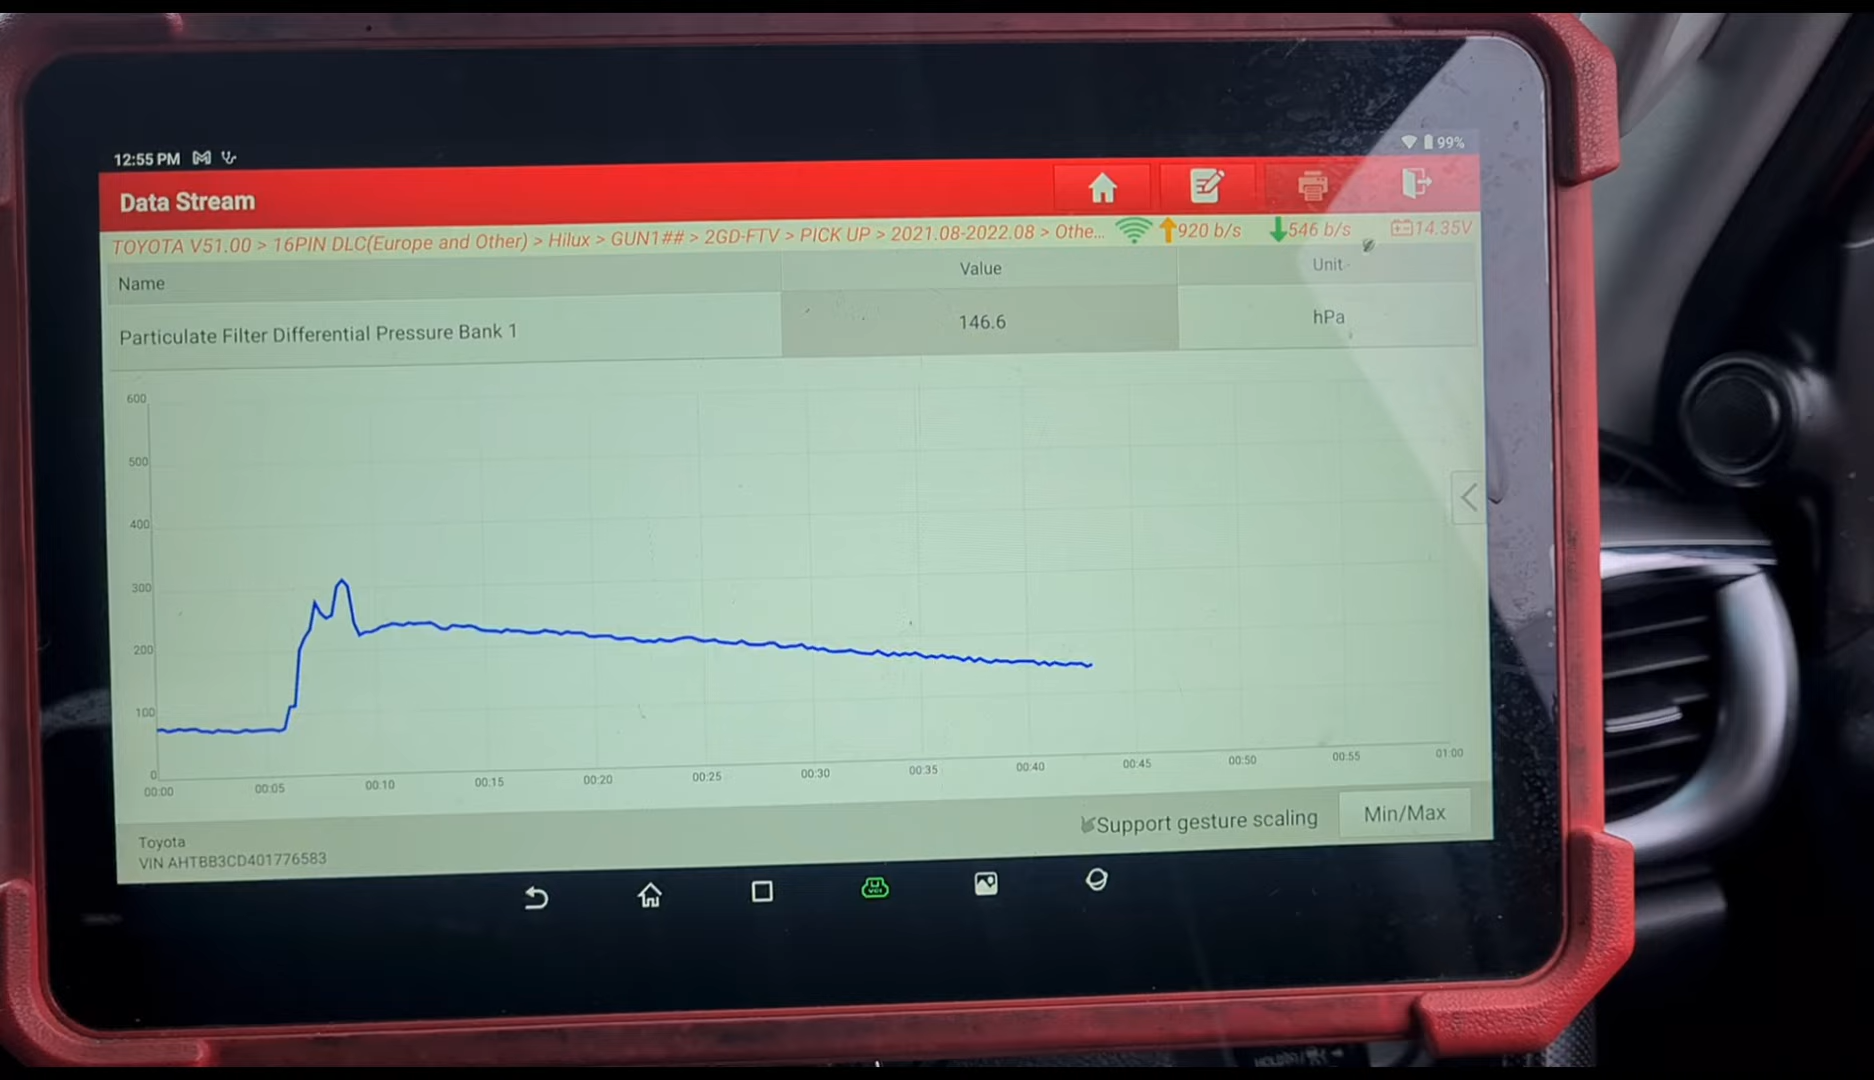 12:55 PM 99%
Data Stream
TOYOTA V51.00 > 16PIN DLC(Europe and Other) > Hilux > GUN1## > 2GD-FTV > PICK UP > 2021.08-2022.08 > Othe... 920 b/s 546 b/s 14.35V
Name Value Unit
Particulate Filter Differential Pressure Bank 1 146.6 hPa
600
500
400
300
200
100
0
00:00 00:05 00:10 00:15 00:20 00:25 00:30 00:35 00:40 00:45 00:50 00:55 01:00
Support gesture scaling Min/Max
Toyota
VIN AHTBB3CD401776583